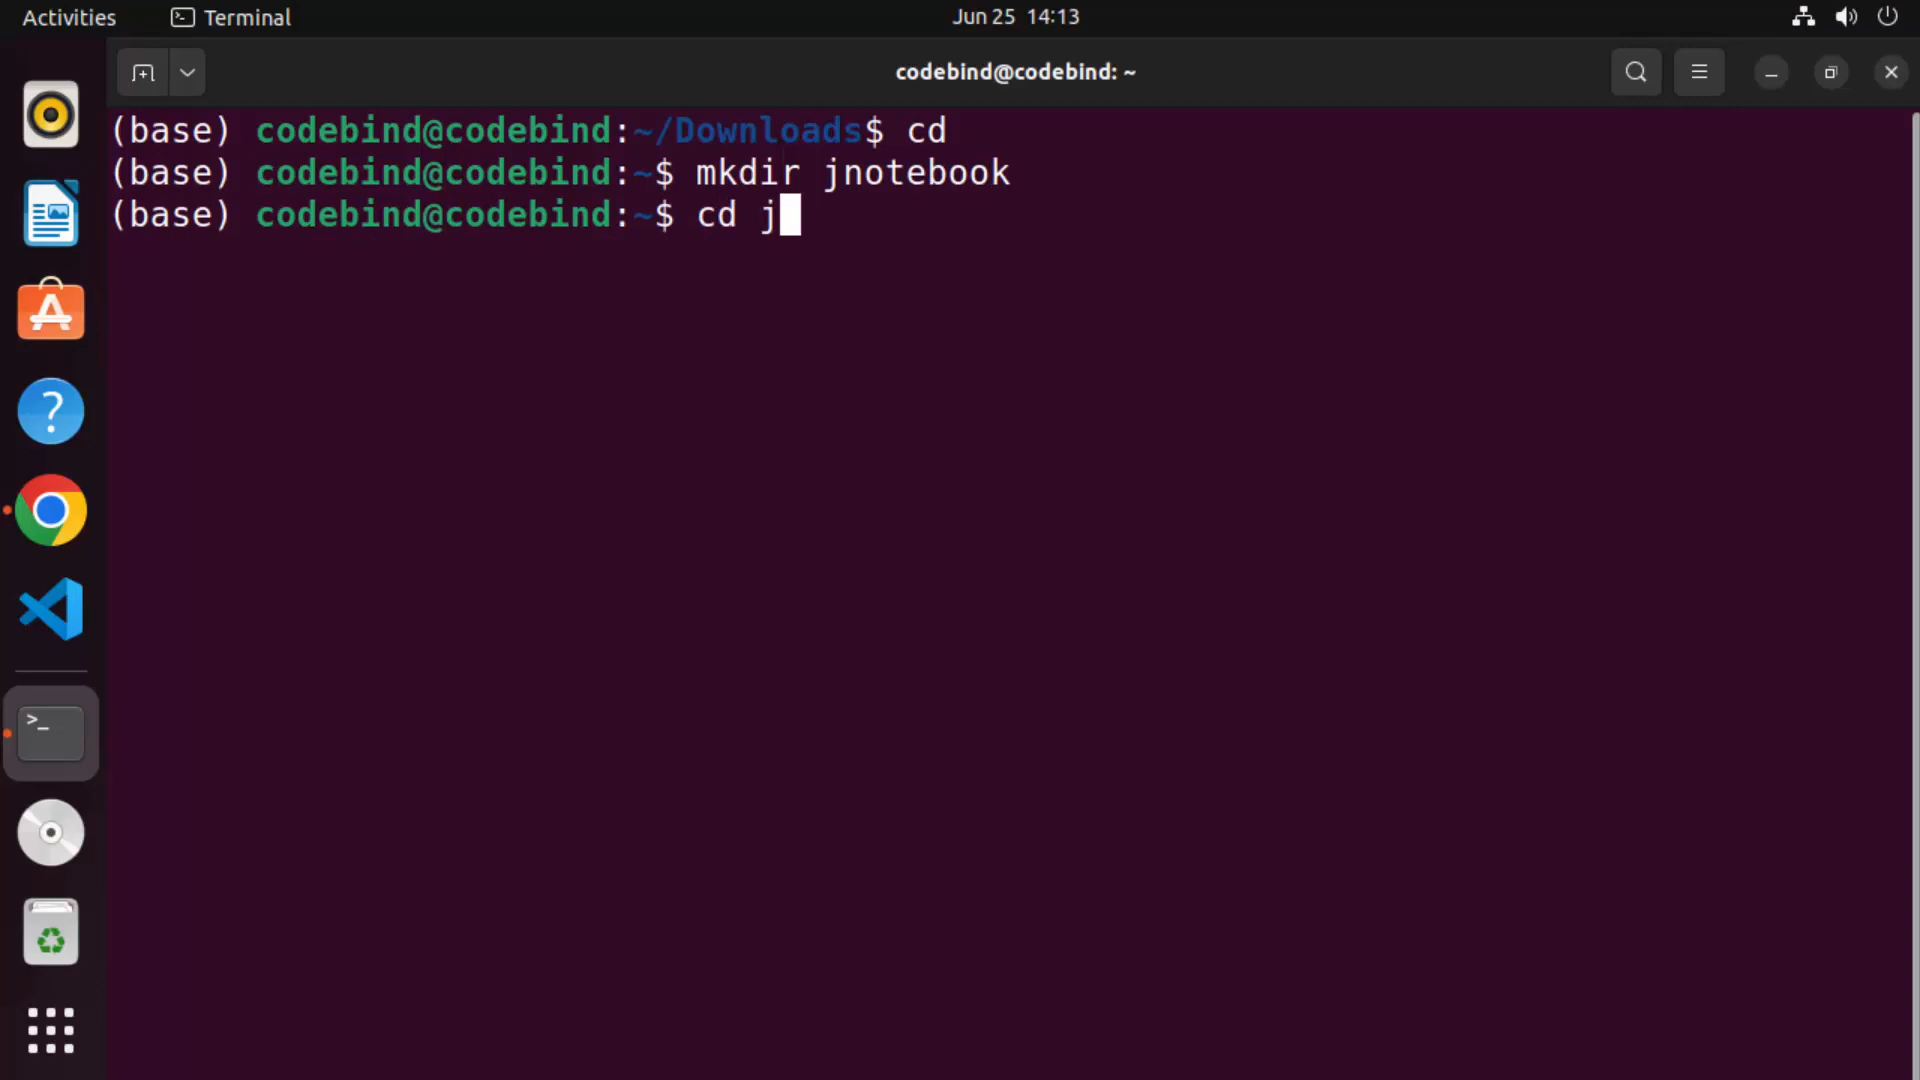 Activities Terminal Jun 25 14:13
codebind@codebind: ~
(base) codebind@codebind:~/Downloads$ cd
(base) codebind@codebind:~$ mkdir jnotebook
(base) codebind@codebind:~$ cd j